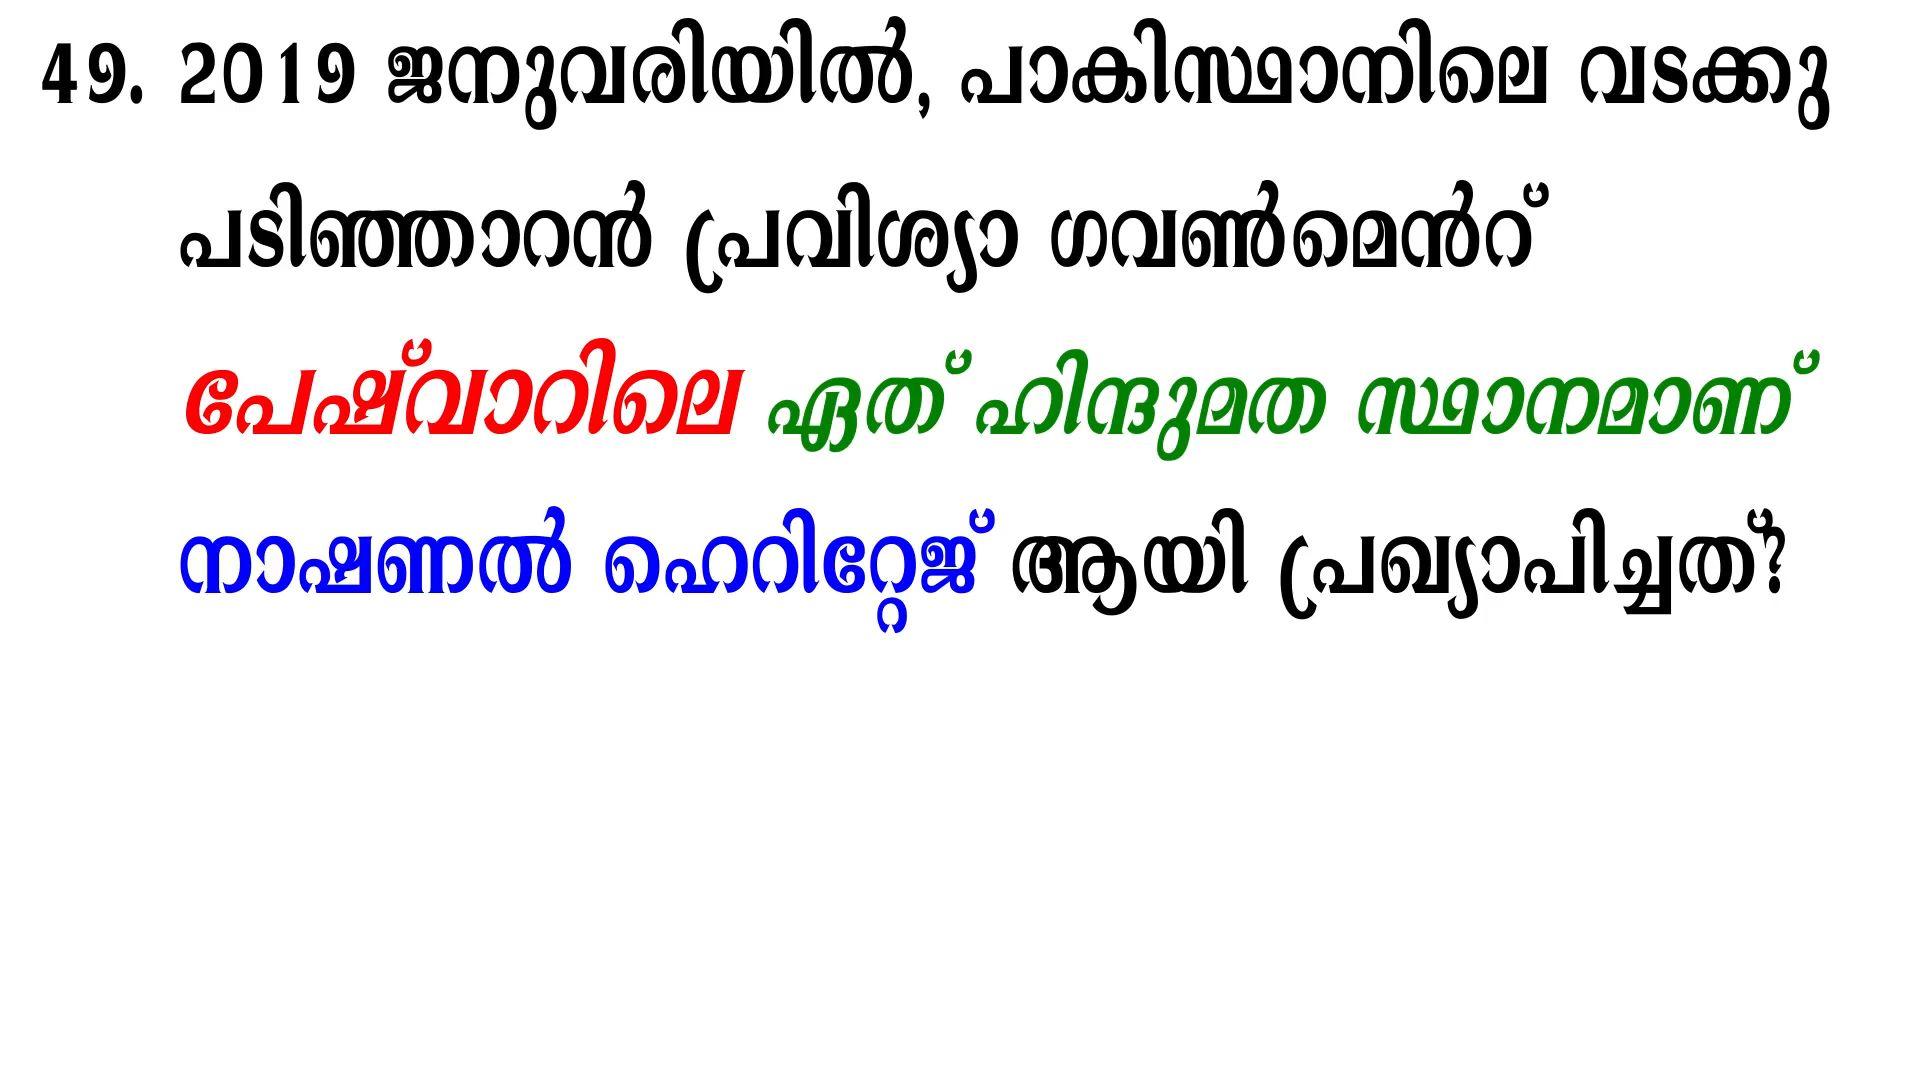 49. 2019 ജനുവരിയിൽ, പാകിസ്ഥാനിലെ വടക്കു
പടിഞ്ഞാറൻ പ്രവിശ്യാ ഗവൺമെൻറ്
പേഷ്‌വാറിലെ ഏത് ഹിന്ദുമത സ്ഥാനമാണ്
നാഷണൽ ഹെറിറ്റേജ് ആയി പ്രഖ്യാപിച്ചത്?